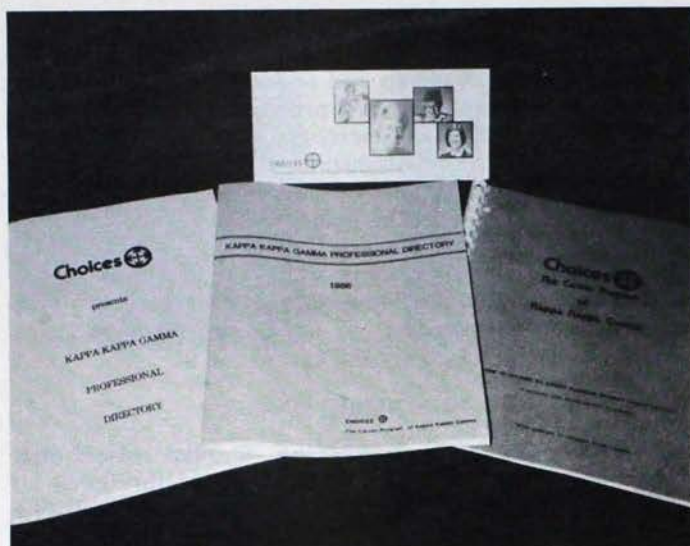 CHOICES
Choices
presents
KAPPA KAPPA GAMMA
PROFESSIONAL
DIRECTORY
KAPPA KAPPA GAMMA PROFESSIONAL DIRECTORY
1986
CHOICES
The Career Program of Kappa Kappa Gamma
Choices
The Career Program
of
Kappa Kappa Gamma